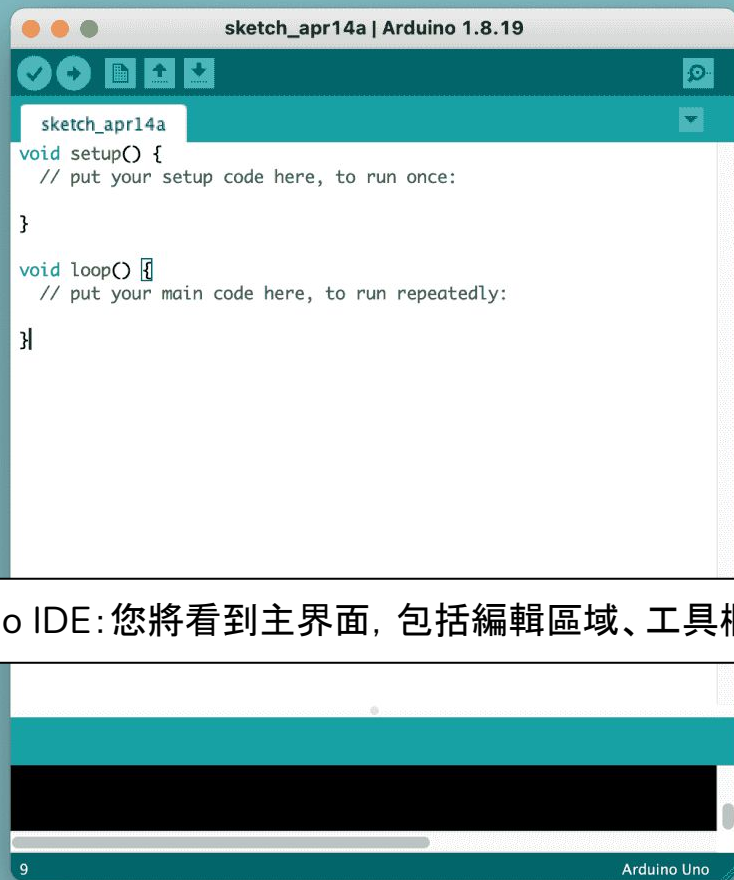 sketch_apr14a | Arduino 1.8.19
sketch_apr14a
void setup() {
  // put your setup code here, to run once:
}
void loop() {
  // put your main code here, to run repeatedly:
}
o IDE:您將看到主界面, 包括編輯區域、工具
9
Arduino Uno